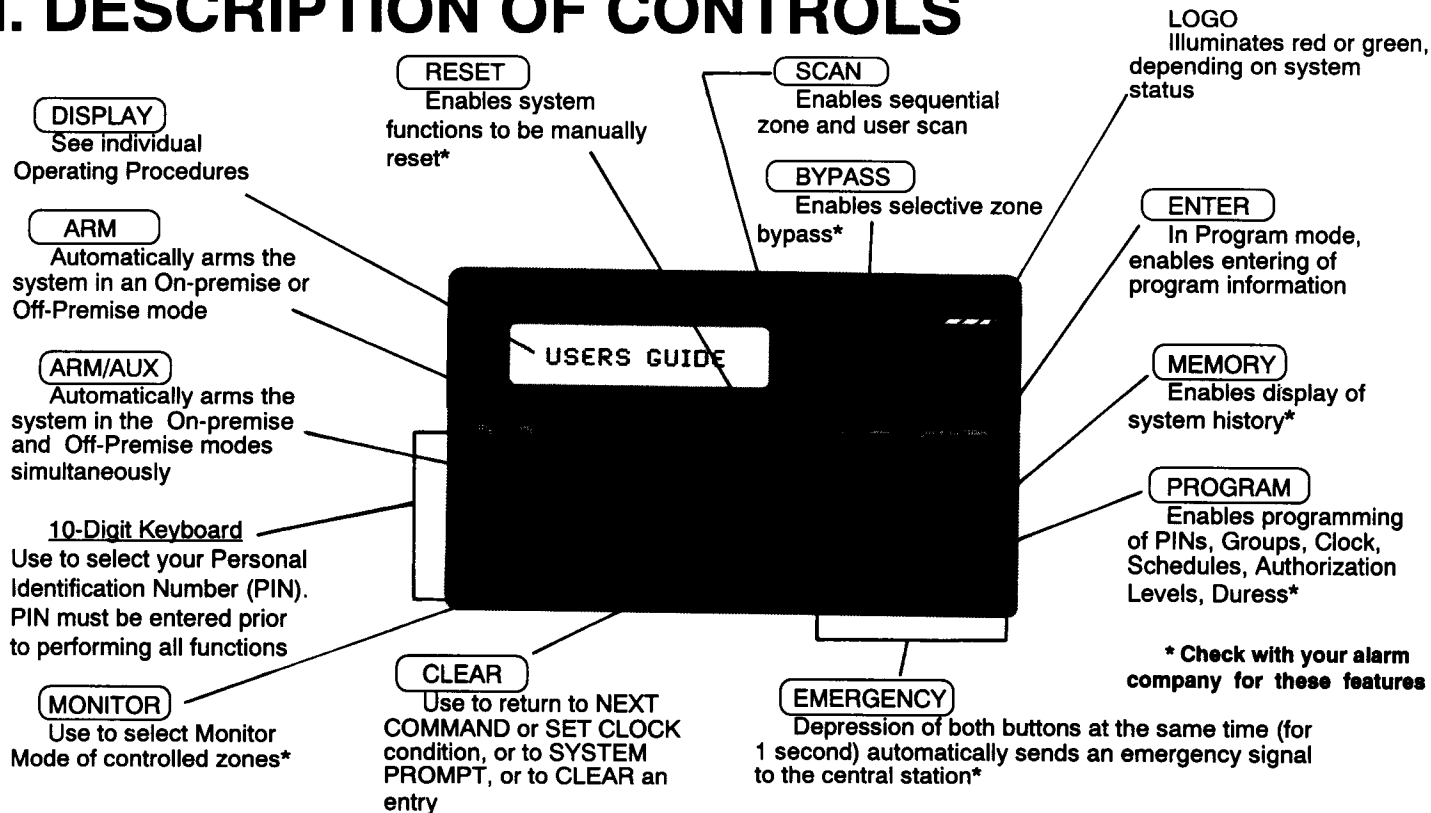 I. DESCRIPTION OF CONTROLS
LOGO
Illuminates red or green,
depending on system
status
RESET
Enables system
functions to be manually
reset*
SCAN
Enables sequential
zone and user scan
DISPLAY
See individual
Operating Procedures
BYPASS
Enables selective zone
bypass*
ENTER
In Program mode,
enables entering of
program information
ARM
Automatically arms the
system in an On-premise or
Off-Premise mode
USERS GUIDE
ARM/AUX
Automatically arms the
system in the On-premise
and Off-Premise modes
simultaneously
MEMORY
Enables display of
system history*
PROGRAM
Enables programming
of PINs, Groups, Clock,
Schedules, Authorization
Levels, Duress*
10-Digit Keyboard
Use to select your Personal
Identification Number (PIN).
PIN must be entered prior
to performing all functions
* Check with your alarm
company for these features
MONITOR
Use to select Monitor
Mode of controlled zones*
CLEAR
Use to return to NEXT
COMMAND or SET CLOCK
condition, or to SYSTEM
PROMPT, or to CLEAR an
entry
EMERGENCY
Depression of both buttons at the same time (for
1 second) automatically sends an emergency signal
to the central station*